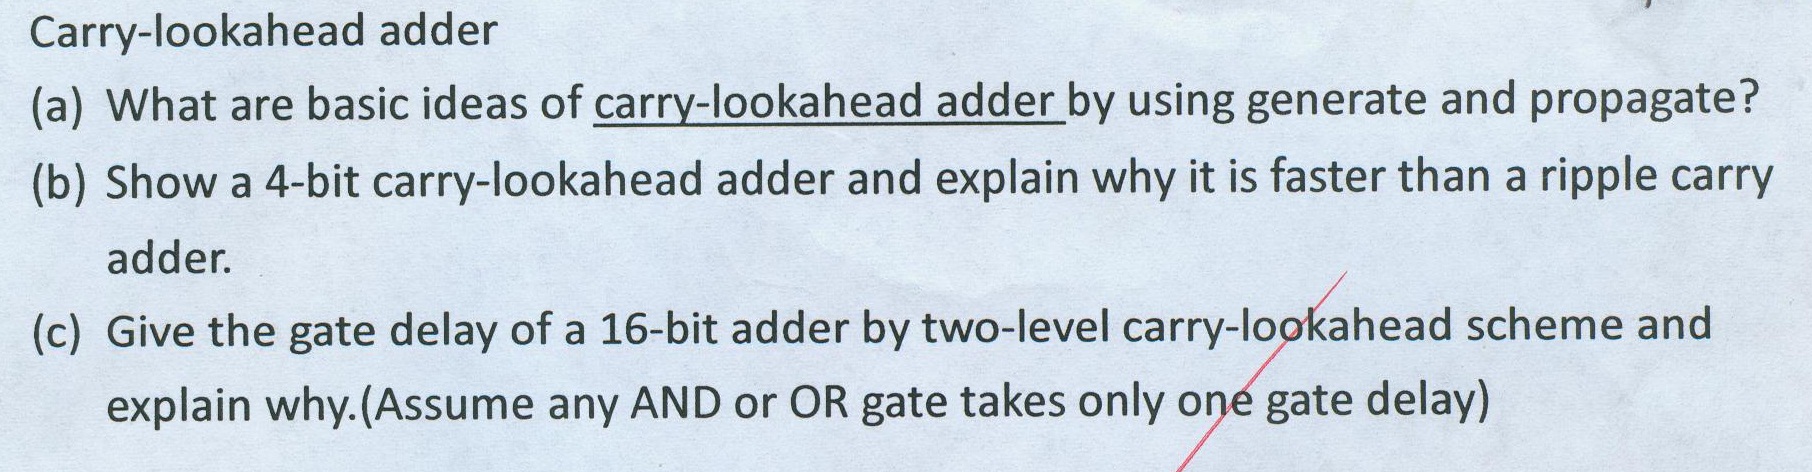 Carry-lookahead adder
(a) What are basic ideas of carry-lookahead adder by using generate and propagate?
(b) Show a 4-bit carry-lookahead adder and explain why it is faster than a ripple carry
adder.
(c) Give the gate delay of a 16-bit adder by two-level carry-lookahead scheme and
explain why.(Assume any AND or OR gate takes only one gate delay)